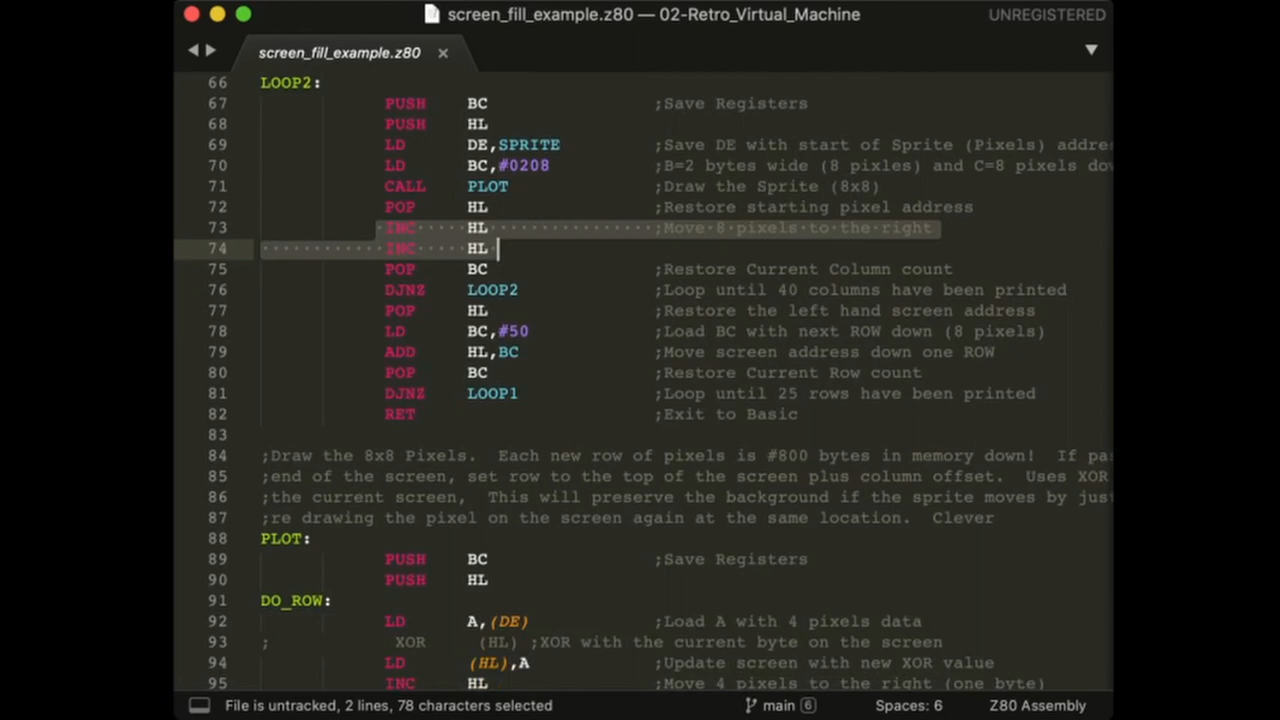 screen_fill_example.z80 — 02-Retro_Virtual_Machine
UNREGISTERED
screen_fill_example.z80 ×
66 LOOP2:
67 PUSH BC ;Save Registers
68 PUSH HL
69 LD DE,SPRITE ;Save DE with start of Sprite (Pixels) addre
70 LD BC,#0208 ;B=2 bytes wide (8 pixles) and C=8 pixels do
71 CALL PLOT ;Draw the Sprite (8x8)
72 POP HL ;Restore starting pixel address
73 INC HL ;Move 8 pixels to the right
74 INC HL
75 POP BC ;Restore Current Column count
76 DJNZ LOOP2 ;Loop until 40 columns have been printed
77 POP HL ;Restore the left hand screen address
78 LD BC,#50 ;Load BC with next ROW down (8 pixels)
79 ADD HL,BC ;Move screen address down one ROW
80 POP BC ;Restore Current Row count
81 DJNZ LOOP1 ;Loop until 25 rows have been printed
82 RET ;Exit to Basic
83
84 ;Draw the 8x8 Pixels.  Each new row of pixels is #800 bytes in memory down!  If pa
85 ;end of the screen, set row to the top of the screen plus column offset.  Uses XOR
86 ;the current screen,  This will preserve the background if the sprite moves by jus
87 ;re drawing the pixel on the screen again at the same location.  Clever
88 PLOT:
89 PUSH BC ;Save Registers
90 PUSH HL
91 DO_ROW:
92 LD A,(DE) ;Load A with 4 pixels data
93 ; XOR (HL) ;XOR with the current byte on the screen
94 LD (HL),A ;Update screen with new XOR value
95 INC HL ;Move 4 pixels to the right (one byte)
File is untracked, 2 lines, 78 characters selected
main 6
Spaces: 6
Z80 Assembly